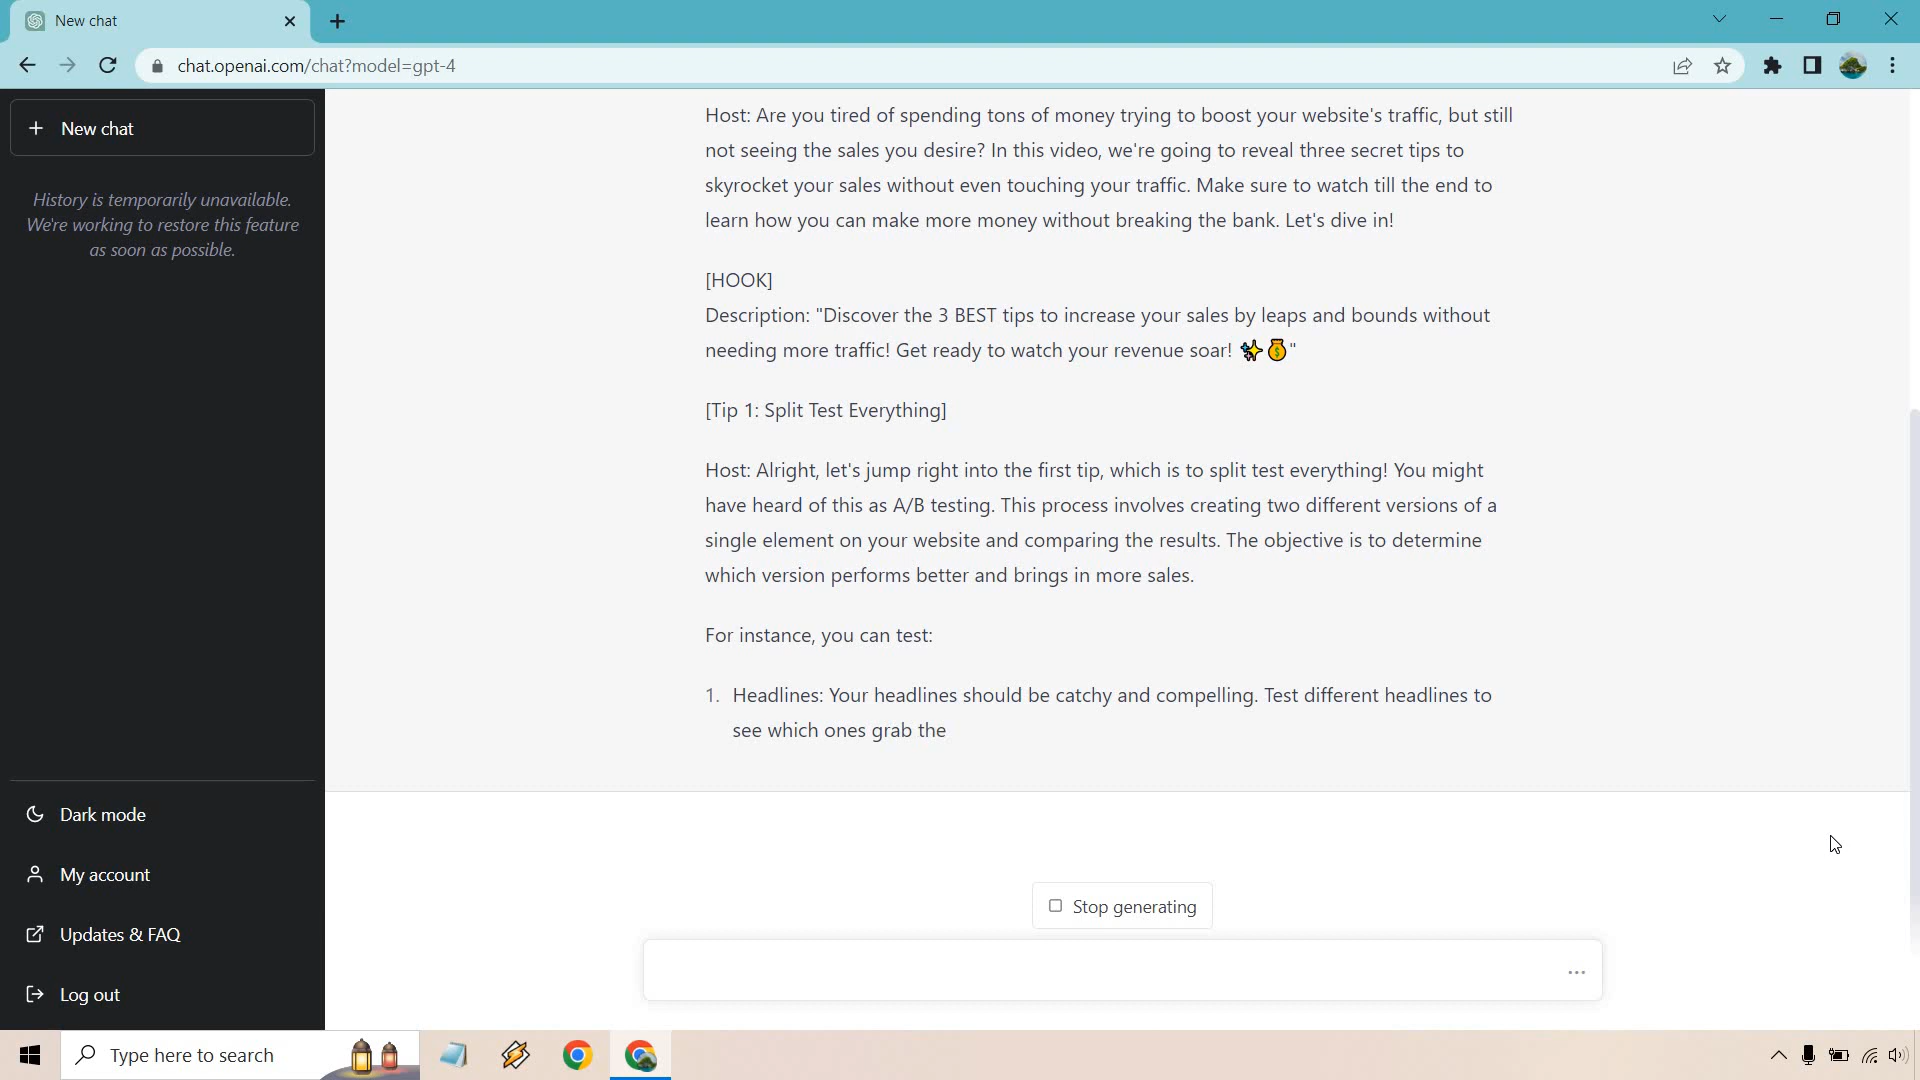 New chat
chat.openai.com/chat?model=gpt-4
New chat
History is temporarily unavailable.
We're working to restore this feature
as soon as possible.
Host: Are you tired of spending tons of money trying to boost your website's traffic, but still
not seeing the sales you desire? In this video, we're going to reveal three secret tips to
skyrocket your sales without even touching your traffic. Make sure to watch till the end to
learn how you can make more money without breaking the bank. Let's dive in!
[HOOK]
Description: "Discover the 3 BEST tips to increase your sales by leaps and bounds without
needing more traffic! Get ready to watch your revenue soar! ✨💰"
[Tip 1: Split Test Everything]
Host: Alright, let's jump right into the first tip, which is to split test everything! You might
have heard of this as A/B testing. This process involves creating two different versions of a
single element on your website and comparing the results. The objective is to determine
which version performs better and brings in more sales.
For instance, you can test:
1. Headlines: Your headlines should be catchy and compelling. Test different headlines to
see which ones grab the
Dark mode
My account
Updates & FAQ
Log out
Stop generating
Type here to search